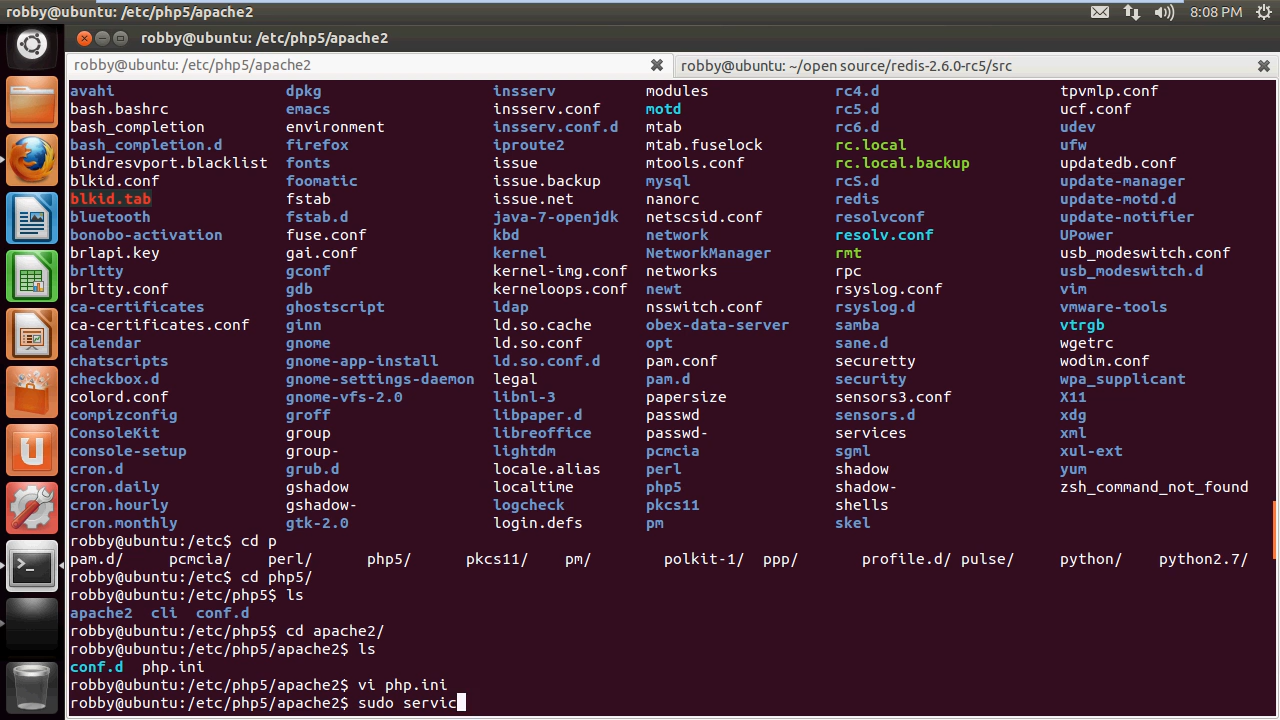 robby@ubuntu: /etc/php5/apache2 8:08 PM
robby@ubuntu: /etc/php5/apache2
robby@ubuntu: /etc/php5/apache2 robby@ubuntu: ~/open source/redis-2.6.0-rc5/src
avahi dpkg insserv modules rc4.d tpvmlp.conf
bash.bashrc emacs insserv.conf motd rc5.d ucf.conf
bash_completion environment insserv.conf.d mtab rc6.d udev
bash_completion.d firefox iproute2 mtab.fuselock rc.local ufw
bindresvport.blacklist fonts issue mtools.conf rc.local.backup updatedb.conf
blkid.conf foomatic issue.backup mysql rcS.d update-manager
blkid.tab fstab issue.net nanorc redis update-motd.d
bluetooth fstab.d java-7-openjdk netscsid.conf resolvconf update-notifier
bonobo-activation fuse.conf kbd network resolv.conf UPower
brlapi.key gai.conf kernel NetworkManager rmt usb_modeswitch.conf
brltty gconf kernel-img.conf networks rpc usb_modeswitch.d
brltty.conf gdb kerneloops.conf newt rsyslog.conf vim
ca-certificates ghostscript ldap nsswitch.conf rsyslog.d vmware-tools
ca-certificates.conf ginn ld.so.cache obex-data-server samba vtrgb
calendar gnome ld.so.conf opt sane.d wgetrc
chatscripts gnome-app-install ld.so.conf.d pam.conf securetty wodim.conf
checkbox.d gnome-settings-daemon legal pam.d security wpa_supplicant
colord.conf gnome-vfs-2.0 libnl-3 papersize sensors3.conf X11
compizconfig groff libpaper.d passwd sensors.d xdg
ConsoleKit group libreoffice passwd- services xml
console-setup group- lightdm pcmcia sgml xul-ext
cron.d grub.d locale.alias perl shadow yum
cron.daily gshadow localtime php5 shadow- zsh_command_not_found
cron.hourly gshadow- logcheck pkcs11 shells
cron.monthly gtk-2.0 login.defs pm skel
robby@ubuntu:/etc$ cd p
pam.d/ pcmcia/ perl/ php5/ pkcs11/ pm/ polkit-1/ ppp/ profile.d/ pulse/ python/ python2.7/
robby@ubuntu:/etc$ cd php5/
robby@ubuntu:/etc/php5$ ls
apache2 cli conf.d
robby@ubuntu:/etc/php5$ cd apache2/
robby@ubuntu:/etc/php5/apache2$ ls
conf.d php.ini
robby@ubuntu:/etc/php5/apache2$ vi php.ini
robby@ubuntu:/etc/php5/apache2$ sudo servic